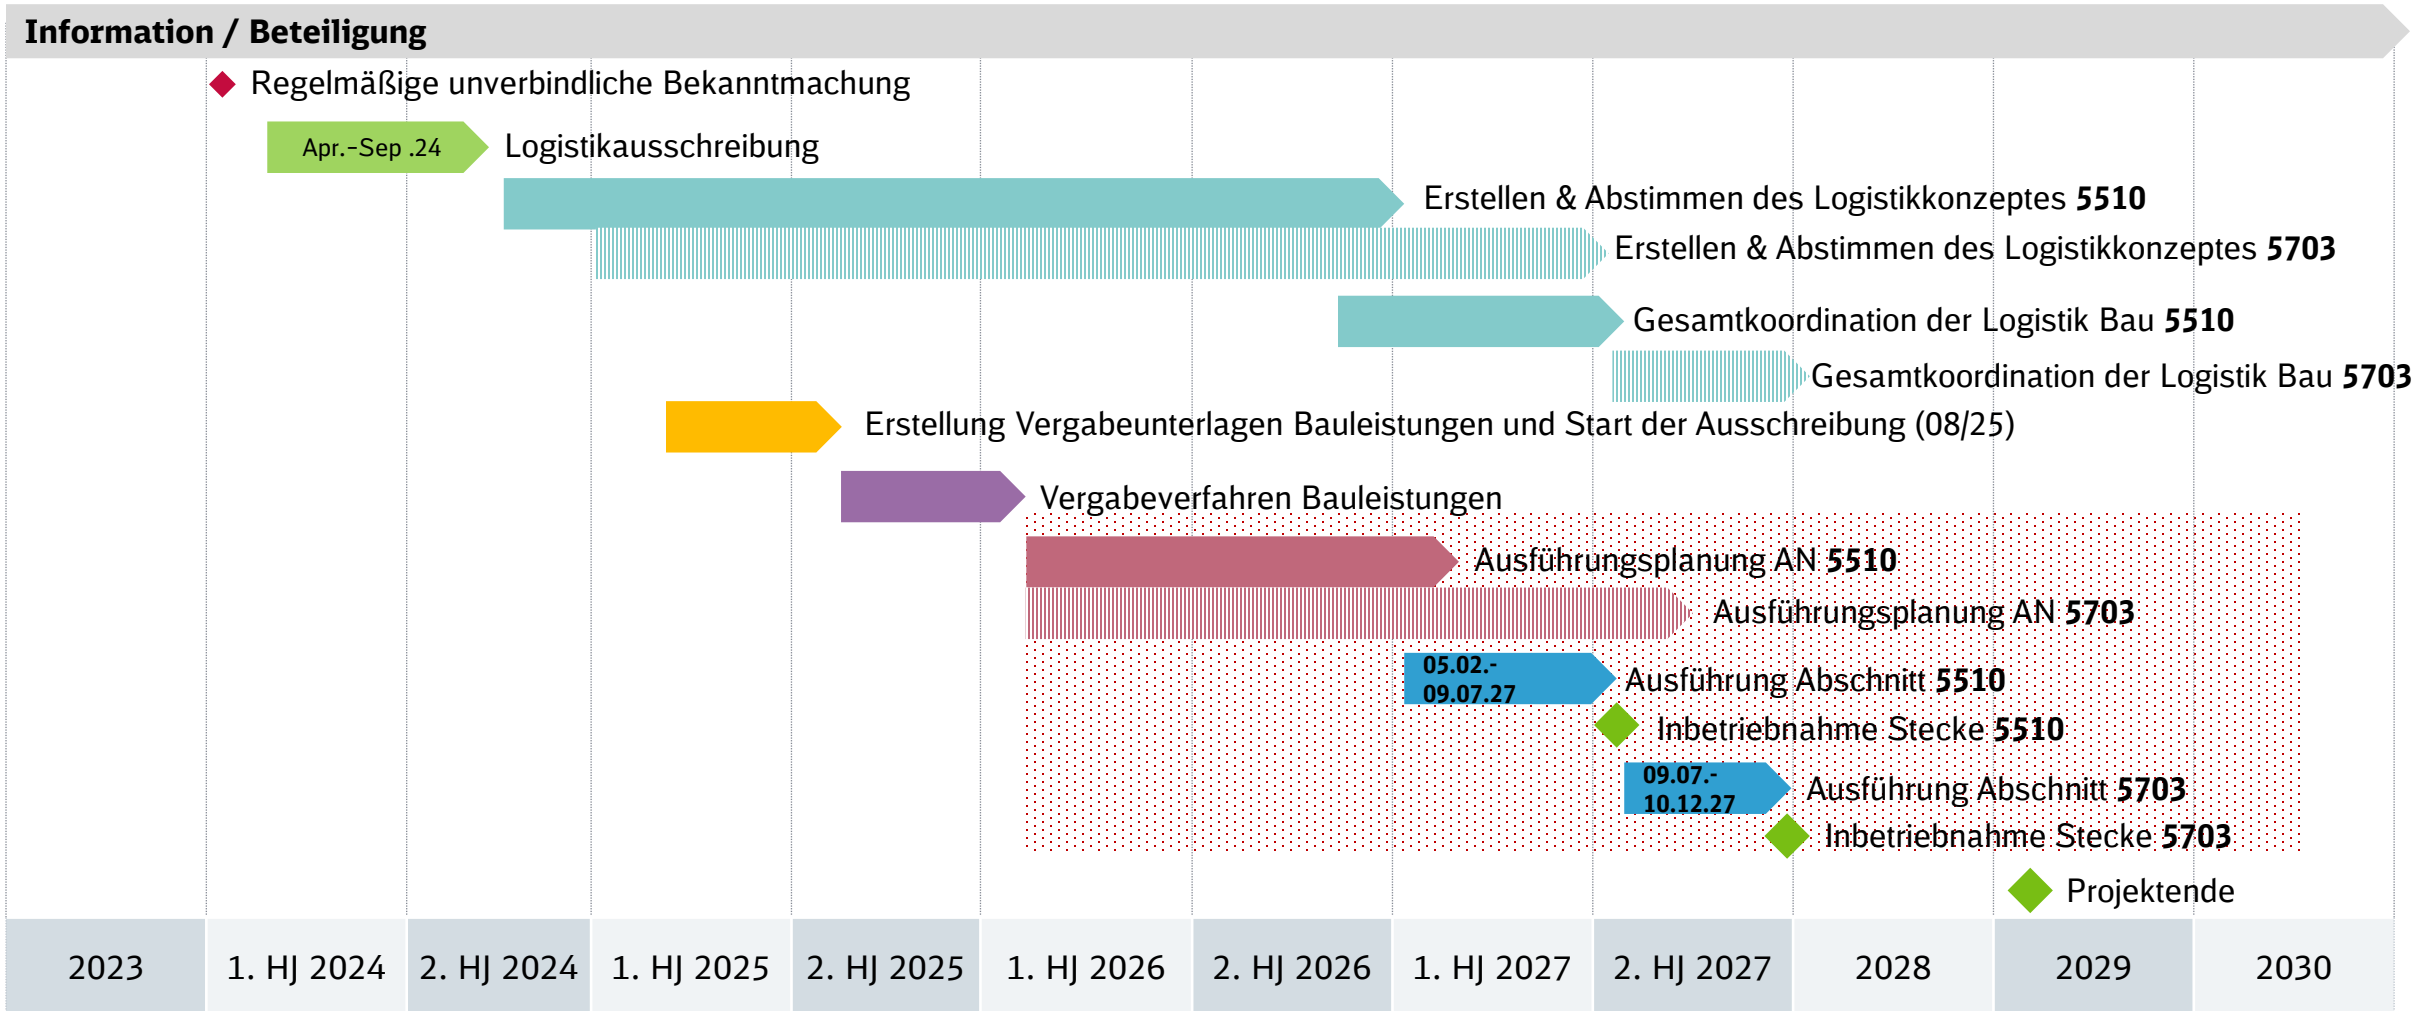 Information / Beteiligung
Regelmäßige unverbindliche Bekanntmachung
Apr.-Sep .24
Logistikausschreibung
Erstellen & Abstimmen des Logistikkonzeptes 5510
Erstellen & Abstimmen des Logistikkonzeptes 5703
Gesamtkoordination der Logistik Bau 5510
Gesamtkoordination der Logistik Bau 5703
Erstellung Vergabeunterlagen Bauleistungen und Start der Ausschreibung (08/25)
Vergabeverfahren Bauleistungen
Ausführungsplanung AN 5510
Ausführungsplanung AN 5703
05.02.-
09.07.27
Ausführung Abschnitt 5510
Inbetriebnahme Stecke 5510
09.07.-
10.12.27
Ausführung Abschnitt 5703
Inbetriebnahme Stecke 5703
Projektende
2023
1. HJ 2024
2. HJ 2024
1. HJ 2025
2. HJ 2025
1. HJ 2026
2. HJ 2026
1. HJ 2027
2. HJ 2027
2028
2029
2030